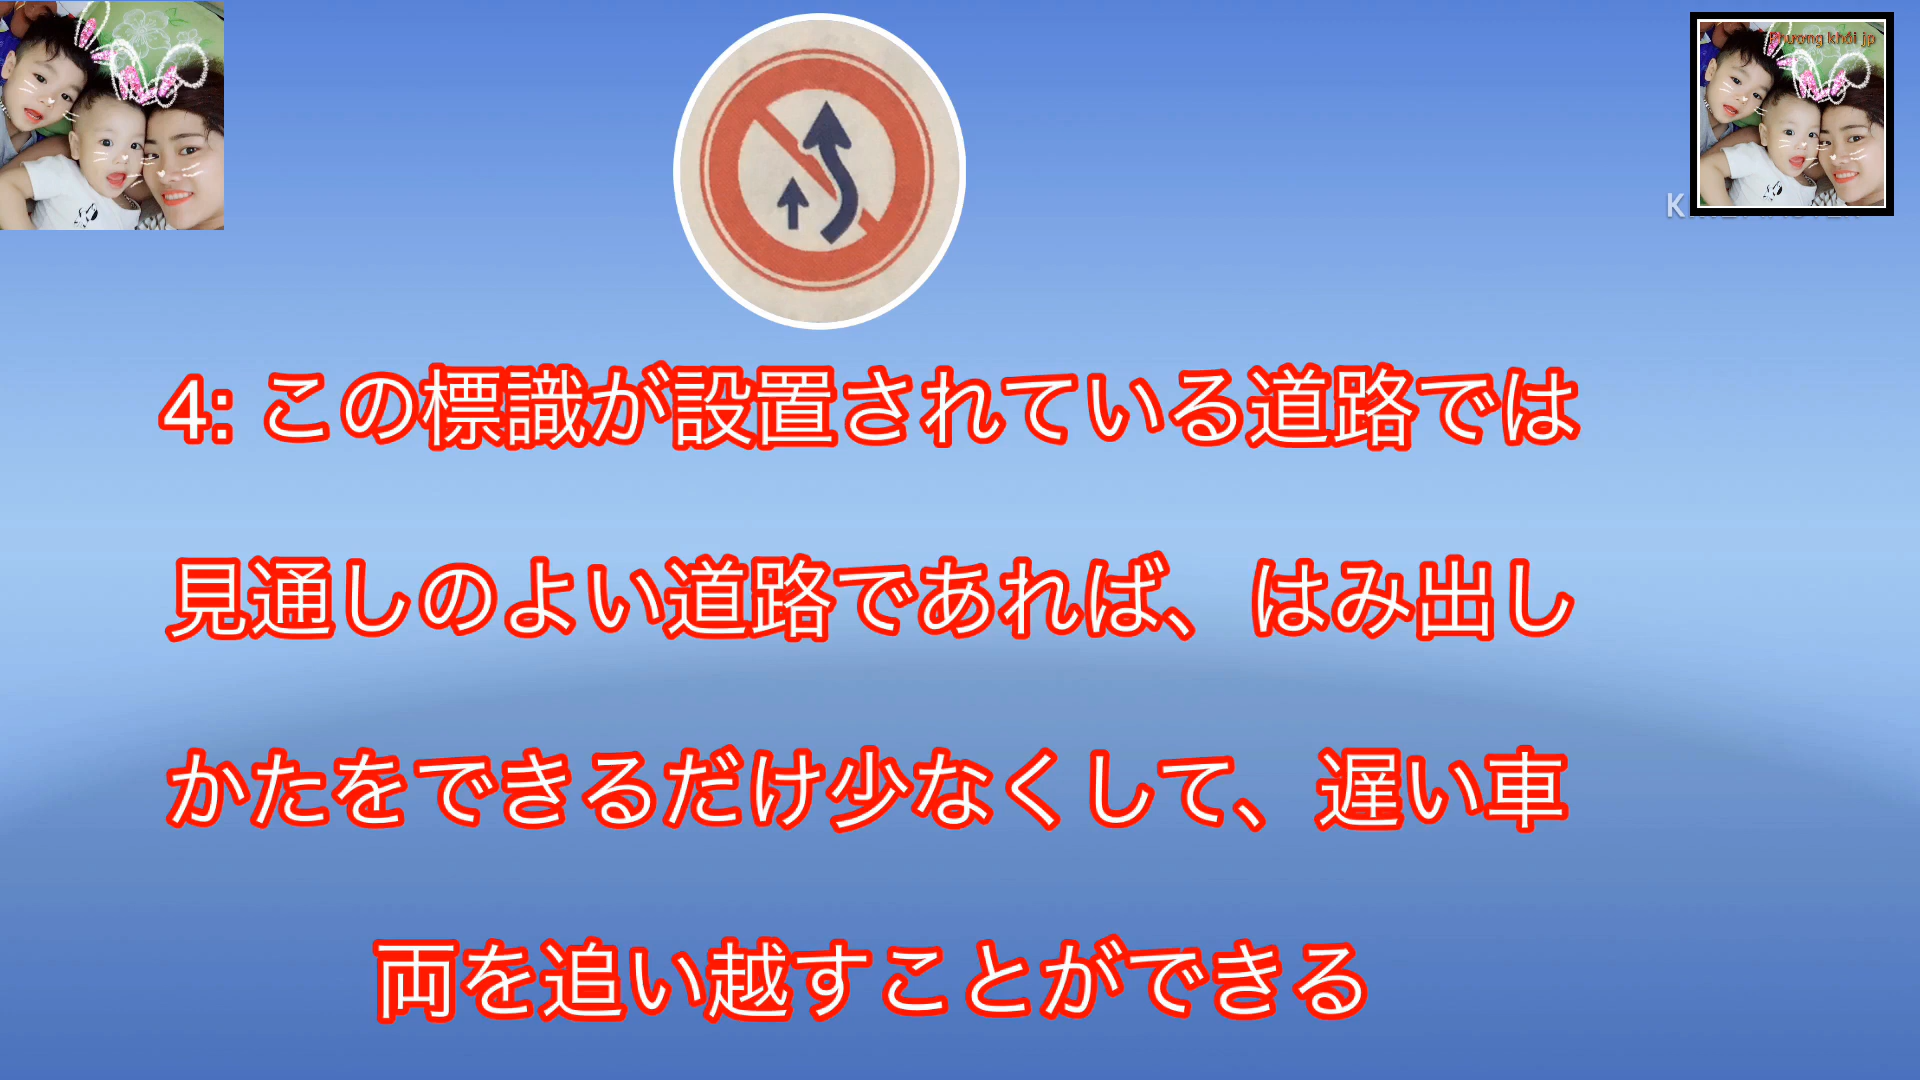 Phương khôi jp
4: この標識が設置されている道路では
見通しのよい道路であれば、はみ出し
かたをできるだけ少なくして、遅い車
両を追い越すことができる